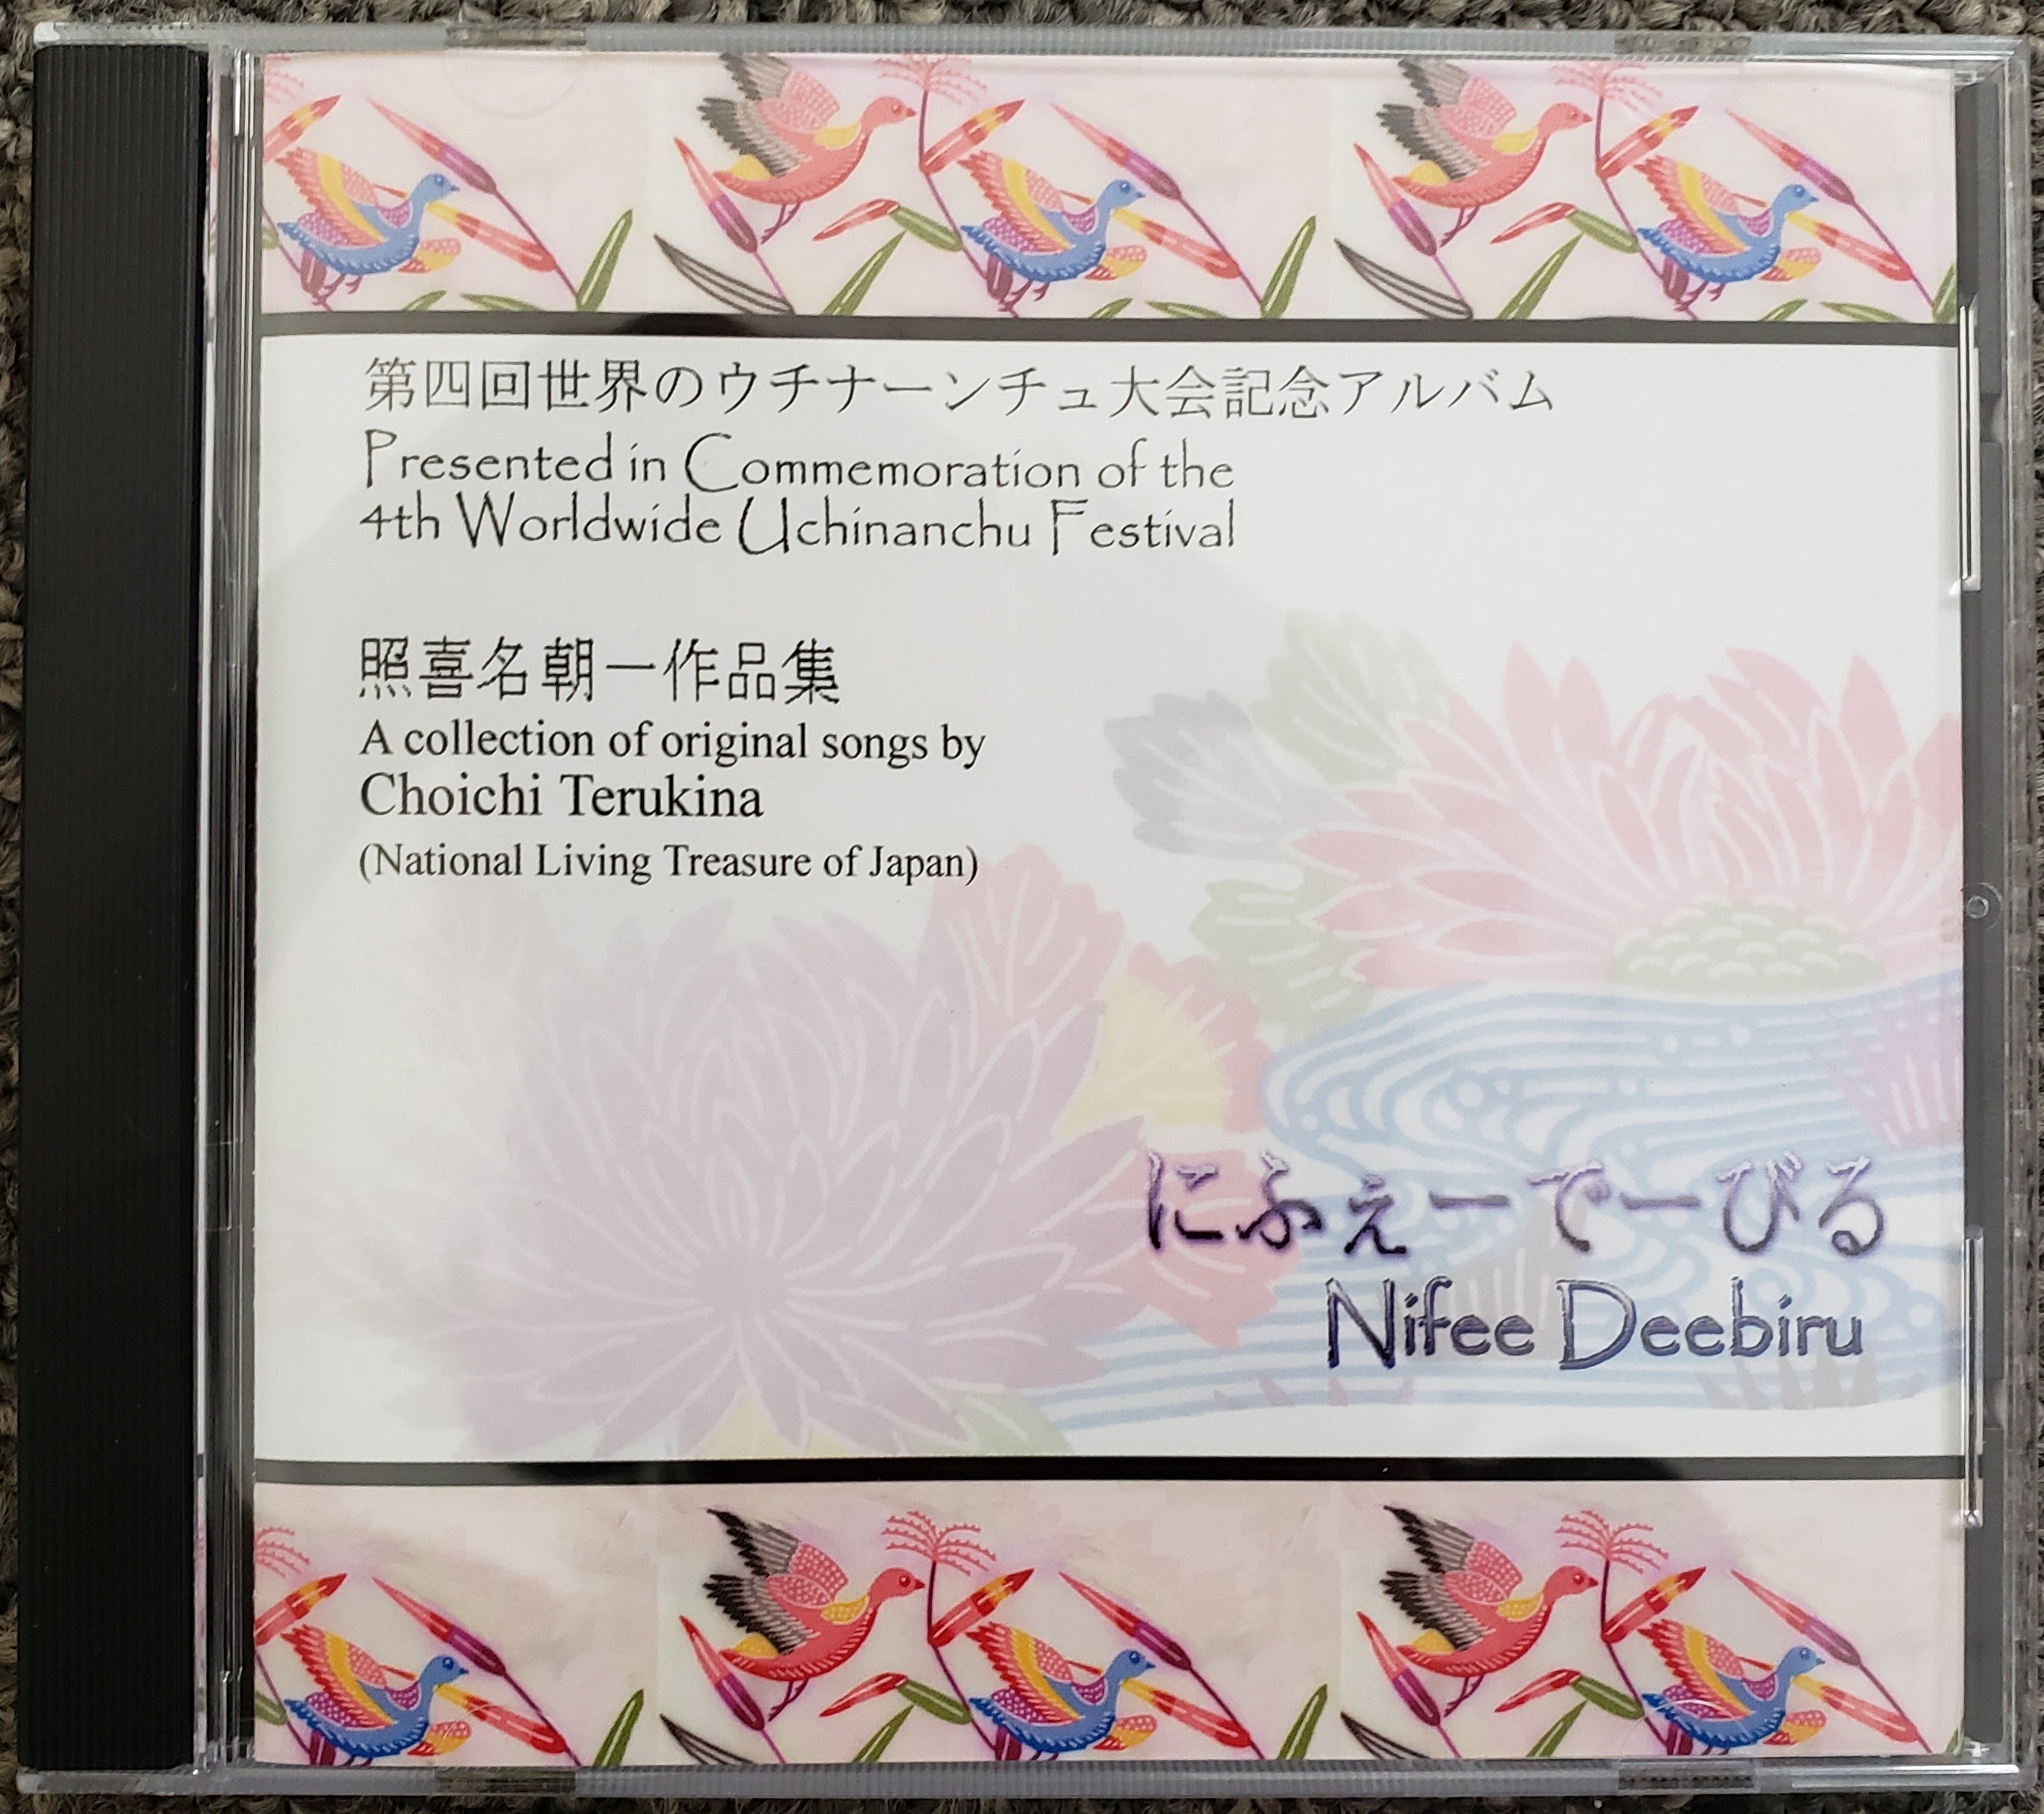 第四回世界のウチナーンチュ大会記念アルバム
Presented in Commemoration of the
4th Worldwide Uchinanchu Festival
照喜名朝一作品集
A collection of original songs by
Choichi Terukina
(National Living Treasure of Japan)
にふぇーでーびる
Nifee Deebiru